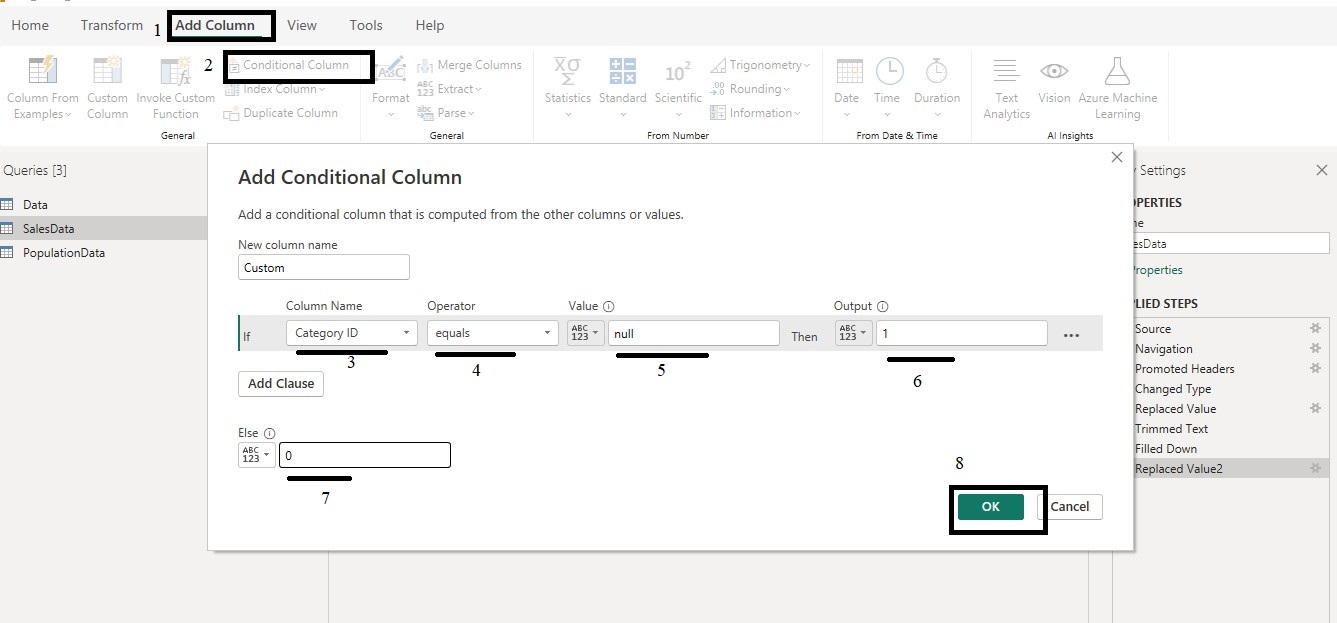 Home Transform 1 Add Column View Tools Help
2 Conditional Column Merge Columns Trigonometry
Index Column Extract Rounding
Duplicate Column Parse Information
Column From Custom Invoke Custom Format Statistics Standard Scientific Date Time Duration Text Vision Azure Machine
Examples Column Function Analytics Learning
General General From Number From Date & Time AI Insights
Queries [3]
Data
SalesData
PopulationData
Add Conditional Column
Add a conditional column that is computed from the other columns or values.
New column name
Custom
Column Name Operator Value Output
If Category ID equals ABC 123 null Then ABC 123 1 ...
3 4 5 6
Add Clause
Else
ABC 123 0
7
8
OK Cancel
Settings
OPERTIES
ne
esData
Properties
LIED STEPS
Source
Navigation
Promoted Headers
Changed Type
Replaced Value
Trimmed Text
Filled Down
Replaced Value2